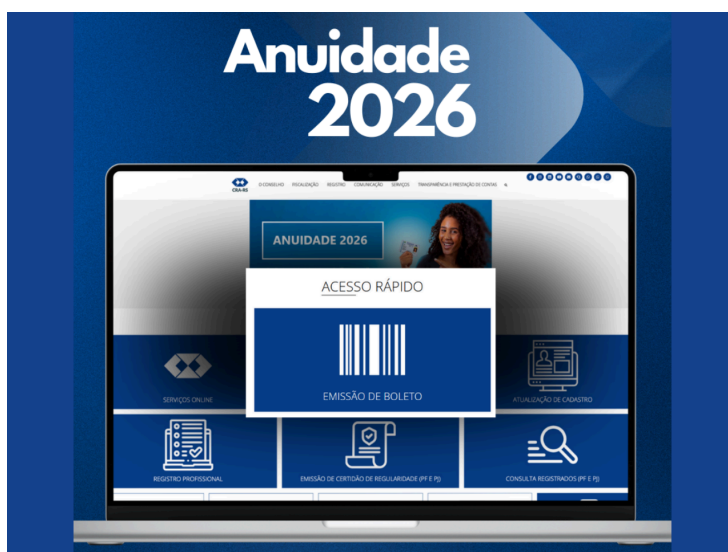 Anuidade
2026
CRA-RS
O CONSELHO FISCALIZAÇÃO REGISTRO COMUNICAÇÃO SERVIÇOS TRANSPARÊNCIA E PRESTAÇÃO DE CONTAS
ANUIDADE 2026
ACESSO RÁPIDO
EMISSÃO DE BOLETO
SERVIÇOS ONLINE
ATUALIZAÇÃO DE CADASTRO
REGISTRO PROFISSIONAL
EMISSÃO DE CERTIDÃO DE REGULARIDADE (PF E PJ)
CONSULTA REGISTRADOS (PF E PJ)